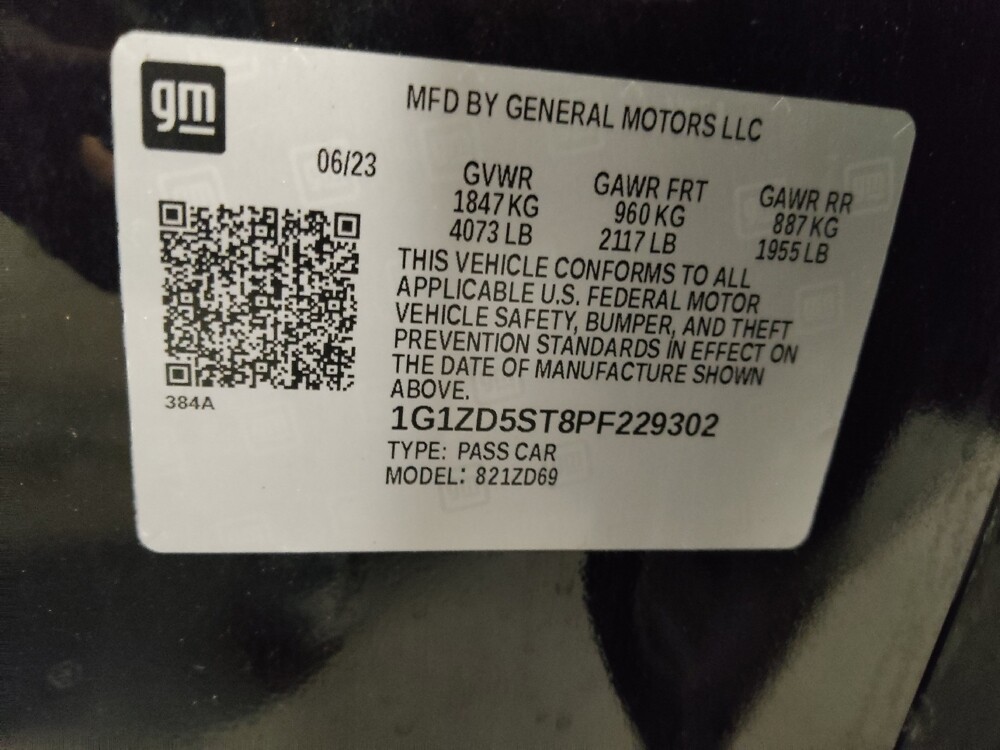 gm
MFD BY GENERAL MOTORS LLC
06/23
GVWR GAWR FRT GAWR RR
1847 KG 960 KG 887 KG
4073 LB 2117 LB 1955 LB
THIS VEHICLE CONFORMS TO ALL
APPLICABLE U.S. FEDERAL MOTOR
VEHICLE SAFETY, BUMPER, AND THEFT
PREVENTION STANDARDS IN EFFECT ON
THE DATE OF MANUFACTURE SHOWN
ABOVE.
384A
1G1ZD5ST8PF229302
TYPE: PASS CAR
MODEL: 821ZD69